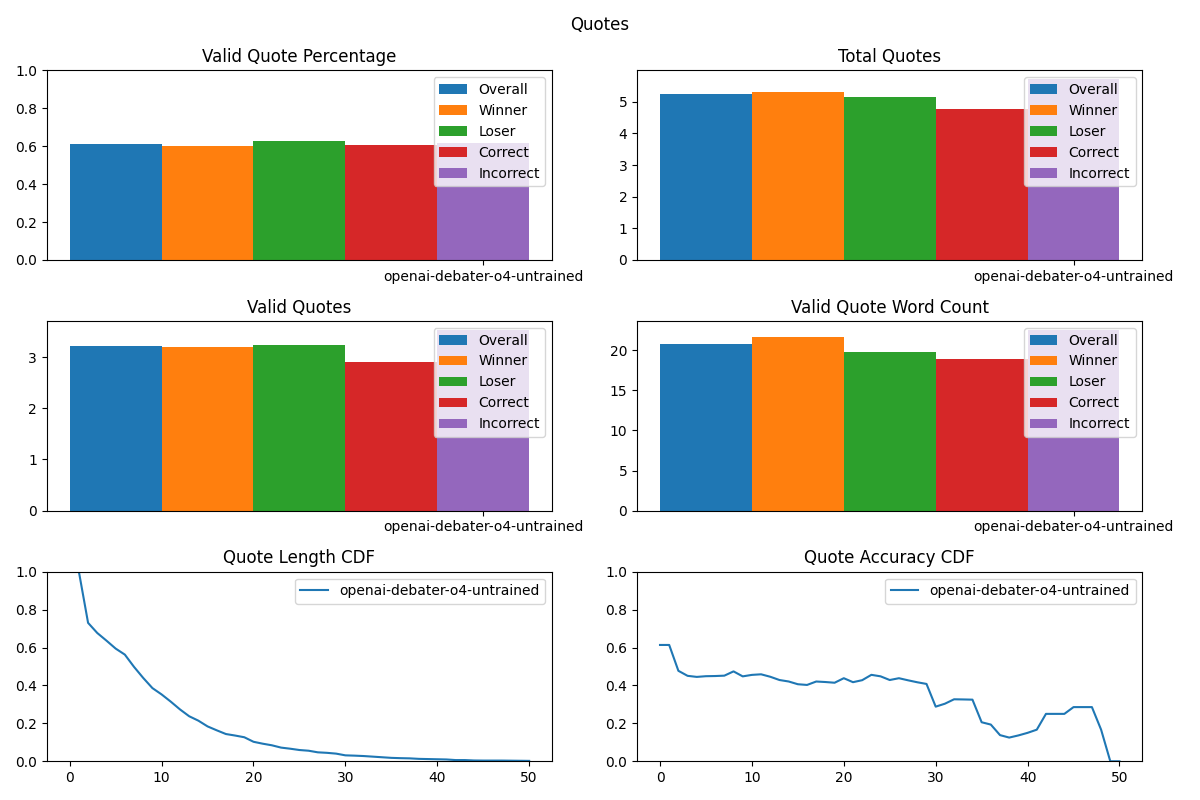 Quotes
Valid Quote Percentage
1.0
0.8
0.6
0.4
0.2
0.0
Overall
Winner
Loser
Correct
Incorrect
openai-debater-o4-untrained
Total Quotes
5
4
3
2
1
0
Overall
Winner
Loser
Correct
Incorrect
openai-debater-o4-untrained
Valid Quotes
3
2
1
0
Overall
Winner
Loser
Correct
Incorrect
openai-debater-o4-untrained
Valid Quote Word Count
20
15
10
5
0
Overall
Winner
Loser
Correct
Incorrect
openai-debater-o4-untrained
Quote Length CDF
1.0
0.8
0.6
0.4
0.2
0.0
openai-debater-o4-untrained
0 10 20 30 40 50
Quote Accuracy CDF
1.0
0.8
0.6
0.4
0.2
0.0
openai-debater-o4-untrained
0 10 20 30 40 50